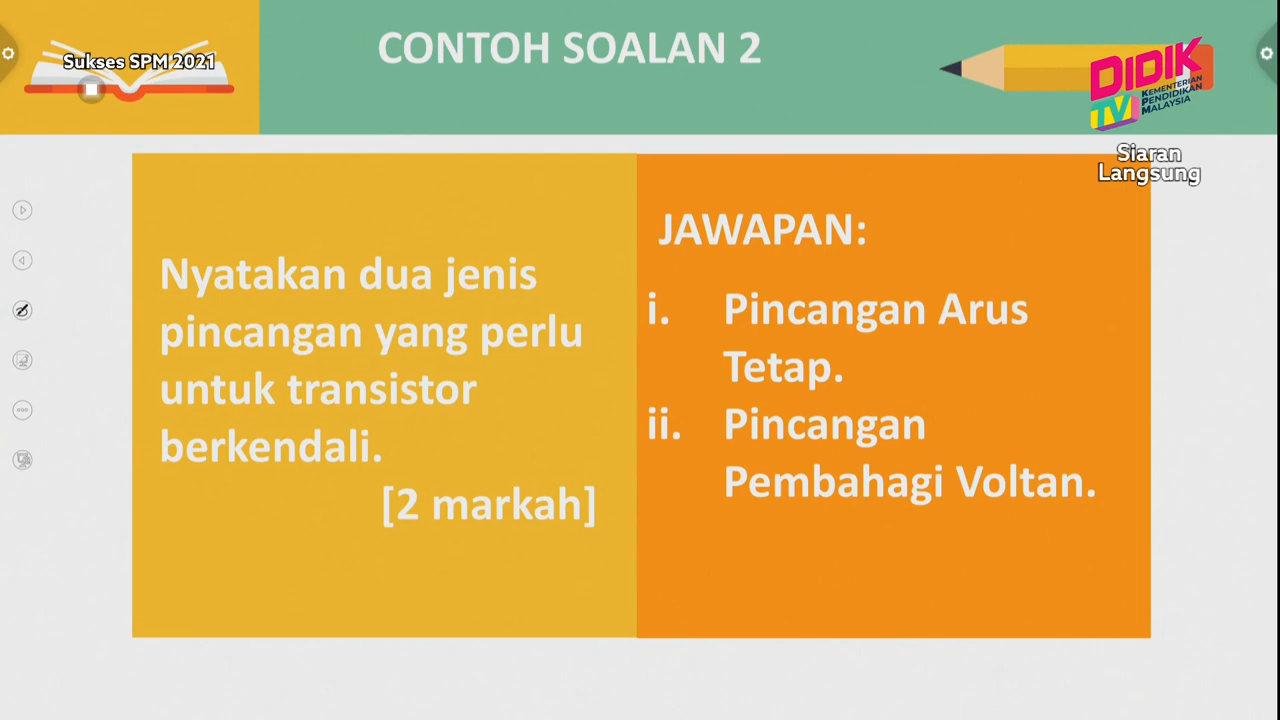 Sukses SPM 2021
CONTOH SOALAN 2
DIDIK
TV
KEMENTERIAN
PENDIDIKAN
MALAYSIA
Siaran
Langsung
Nyatakan dua jenis
pincangan yang perlu
untuk transistor
berkendali.
[2 markah]
JAWAPAN:
i. Pincangan Arus
Tetap.
ii. Pincangan
Pembahagi Voltan.